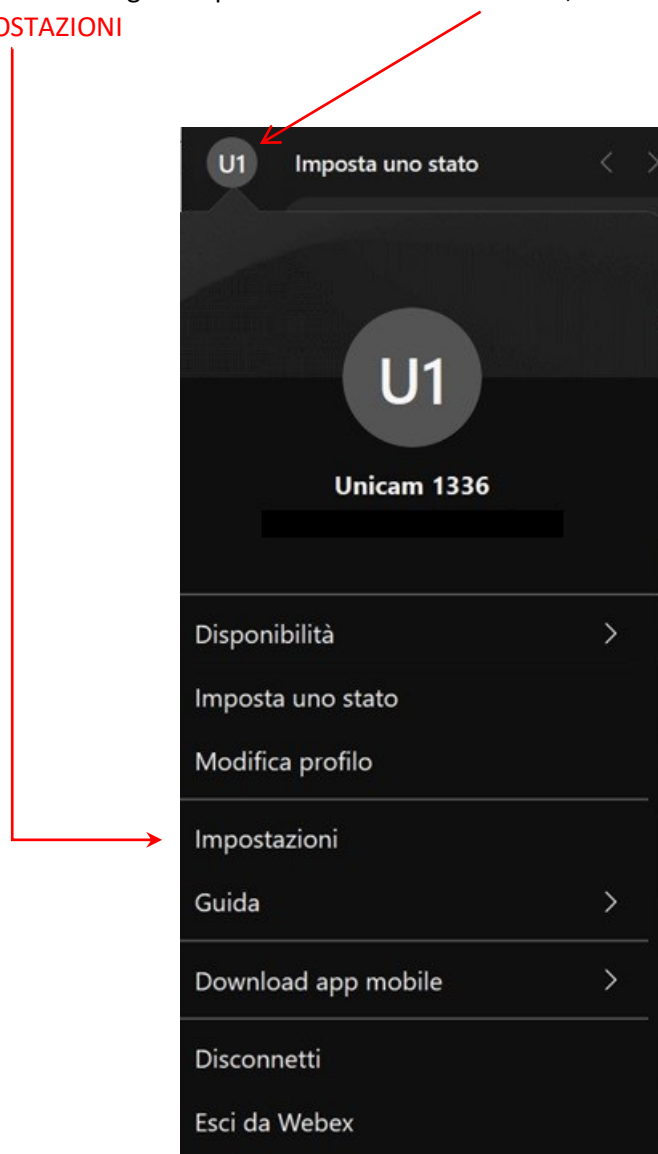 OSTAZIONI
U1 Imposta uno stato
U1
Unicam 1336
Disponibilità
Imposta uno stato
Modifica profilo
Impostazioni
Guida
Download app mobile
Disconnetti
Esci da Webex